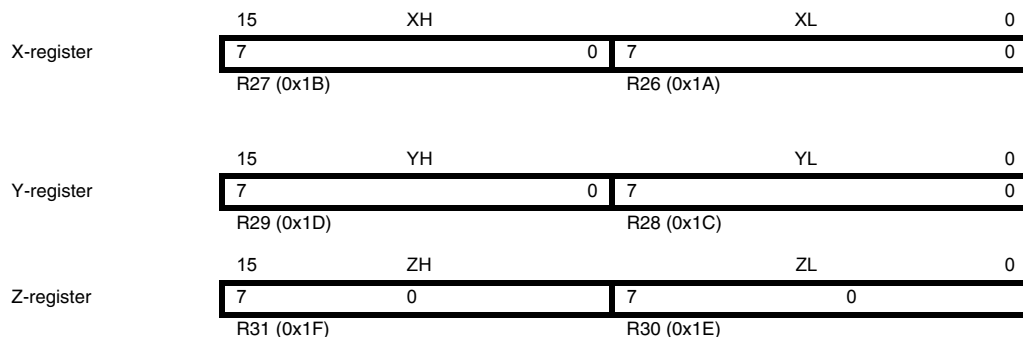 15 XH XL 0
X-register 7 0 7 0
R27 (0x1B) R26 (0x1A)
15 YH YL 0
Y-register 7 0 7 0
R29 (0x1D) R28 (0x1C)
15 ZH ZL 0
Z-register 7 0 7 0
R31 (0x1F) R30 (0x1E)